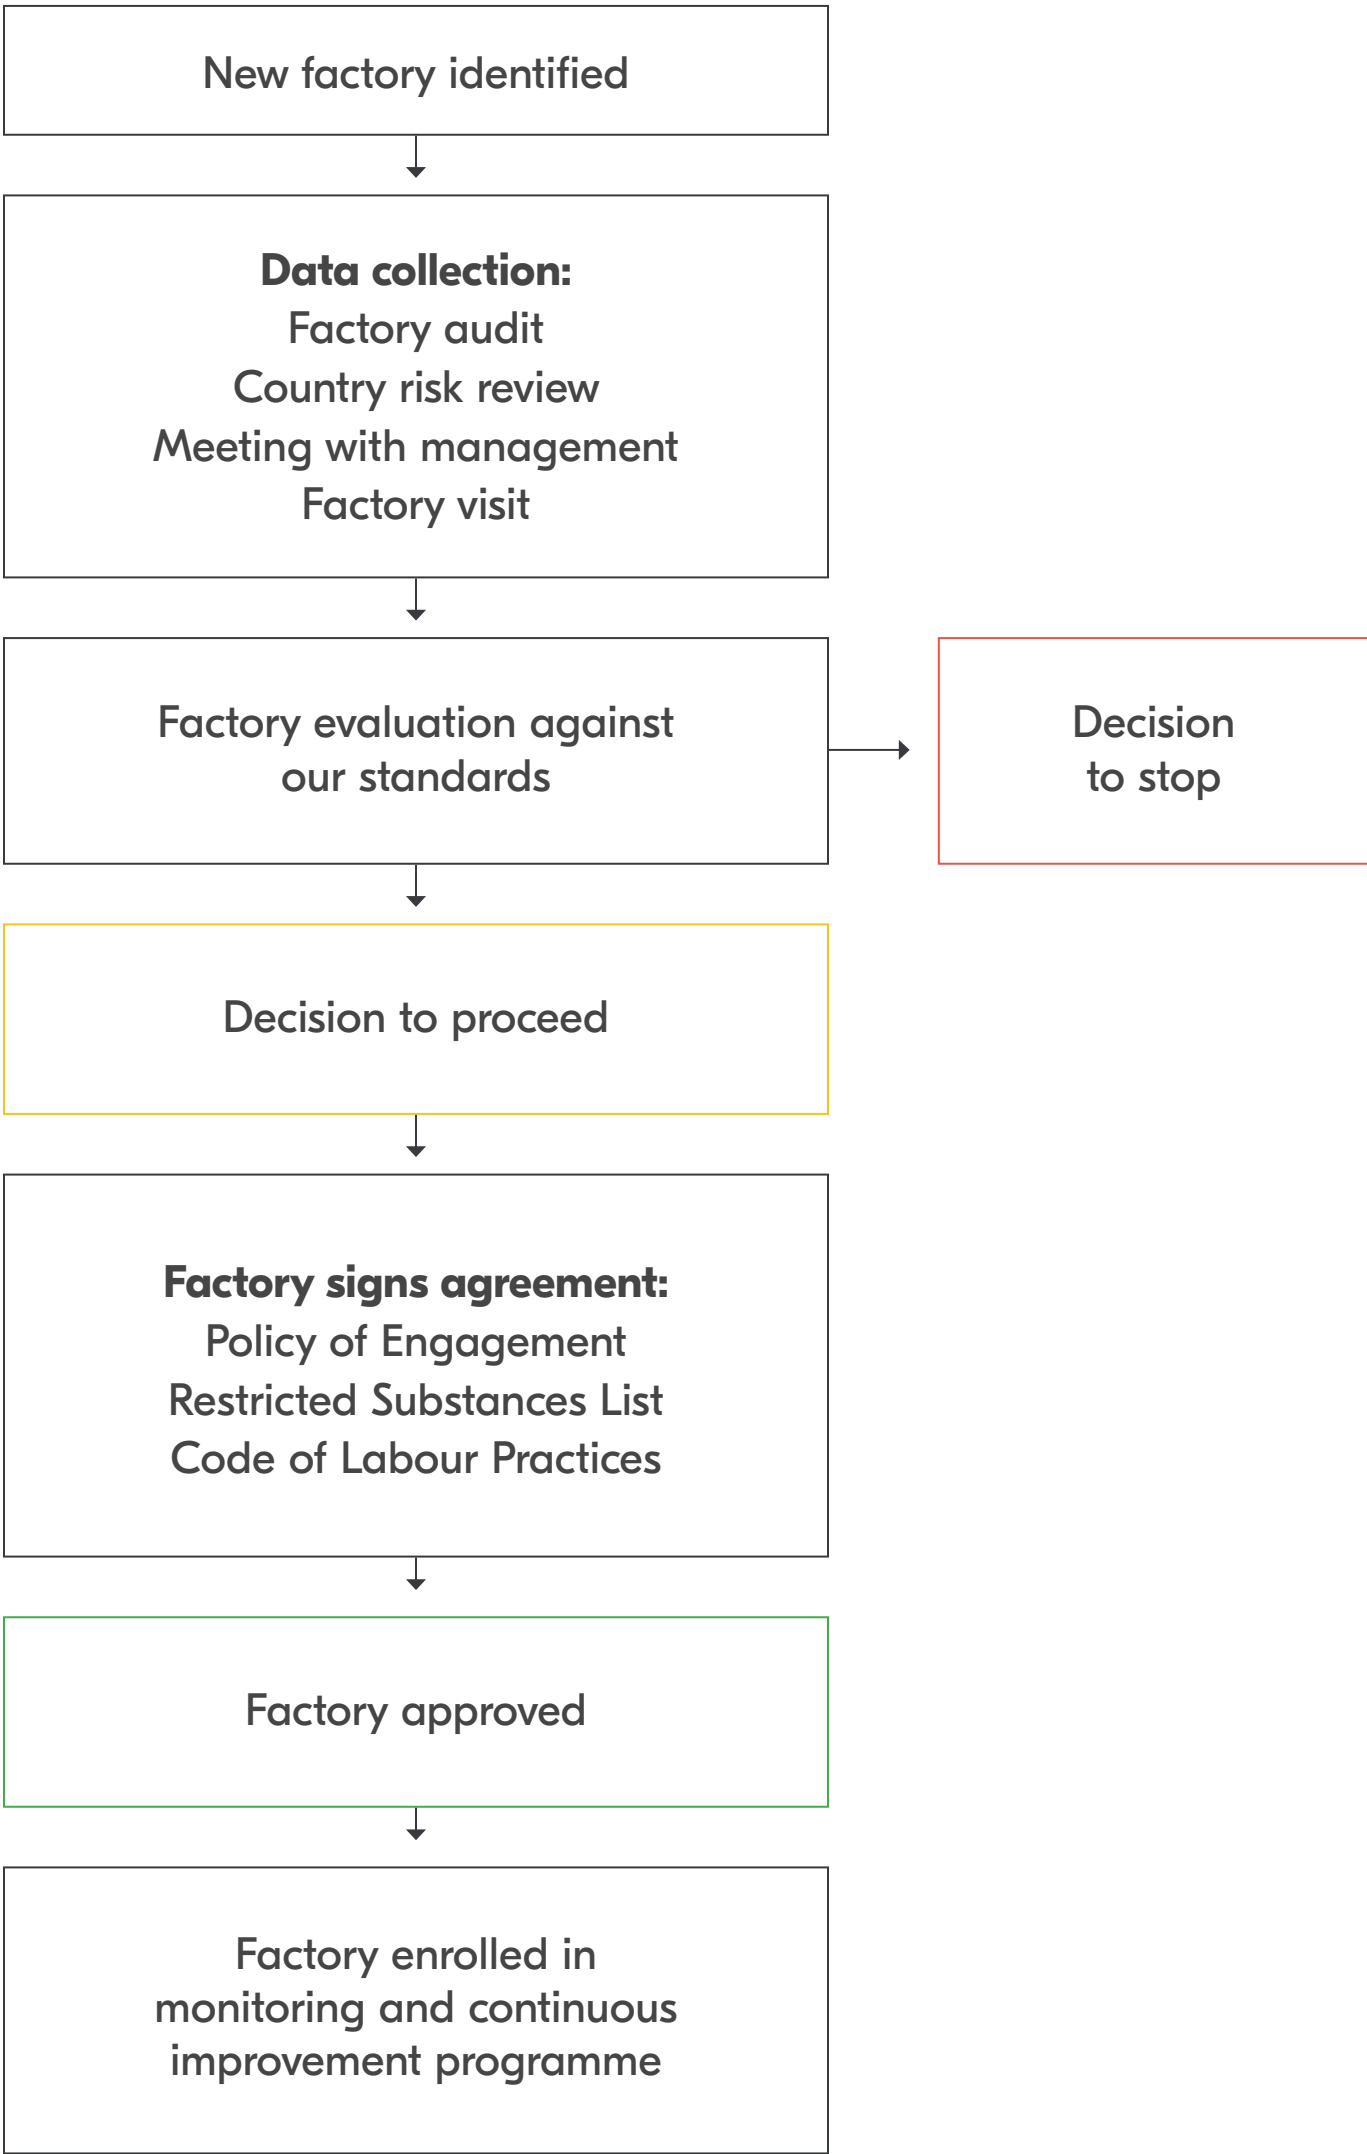 New factory identified
Data collection:
Factory audit
Country risk review
Meeting with management
Factory visit
Factory evaluation against
our standards
Decision
to stop
Decision to proceed
Factory signs agreement:
Policy of Engagement
Restricted Substances List
Code of Labour Practices
Factory approved
Factory enrolled in
monitoring and continuous
improvement programme